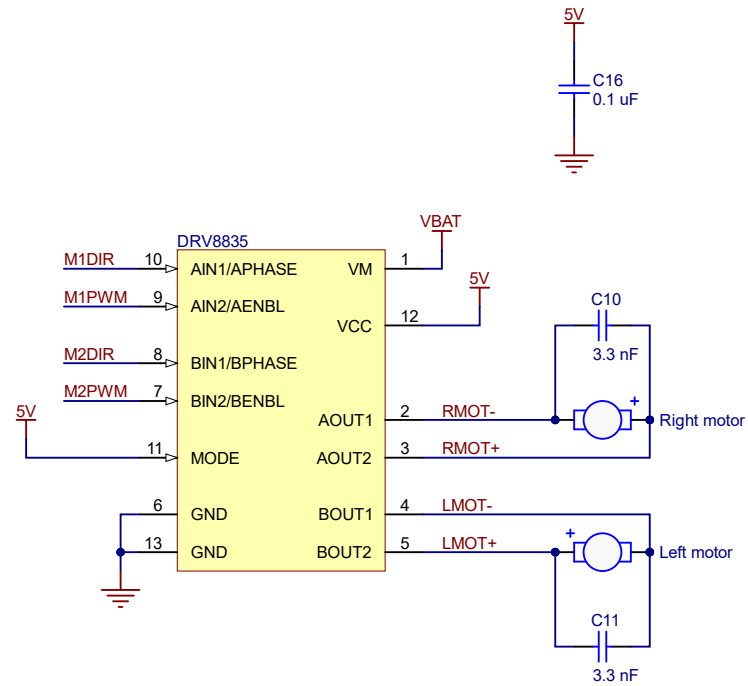 5V
C16
0.1 uF
DRV8835
VBAT
M1DIR 10 AIN1/APHASE VM 1
5V
M1PWM 9 AIN2/AENBL
VCC 12
C10
M2DIR 8 BIN1/BPHASE
3.3 nF
M2PWM 7 BIN2/BENBL
5V
AOUT1 2 RMOT- + Right motor
11 MODE AOUT2 3 RMOT+
6 GND BOUT1 4 LMOT-
13 GND BOUT2 5 LMOT+ + Left motor
C11
3.3 nF